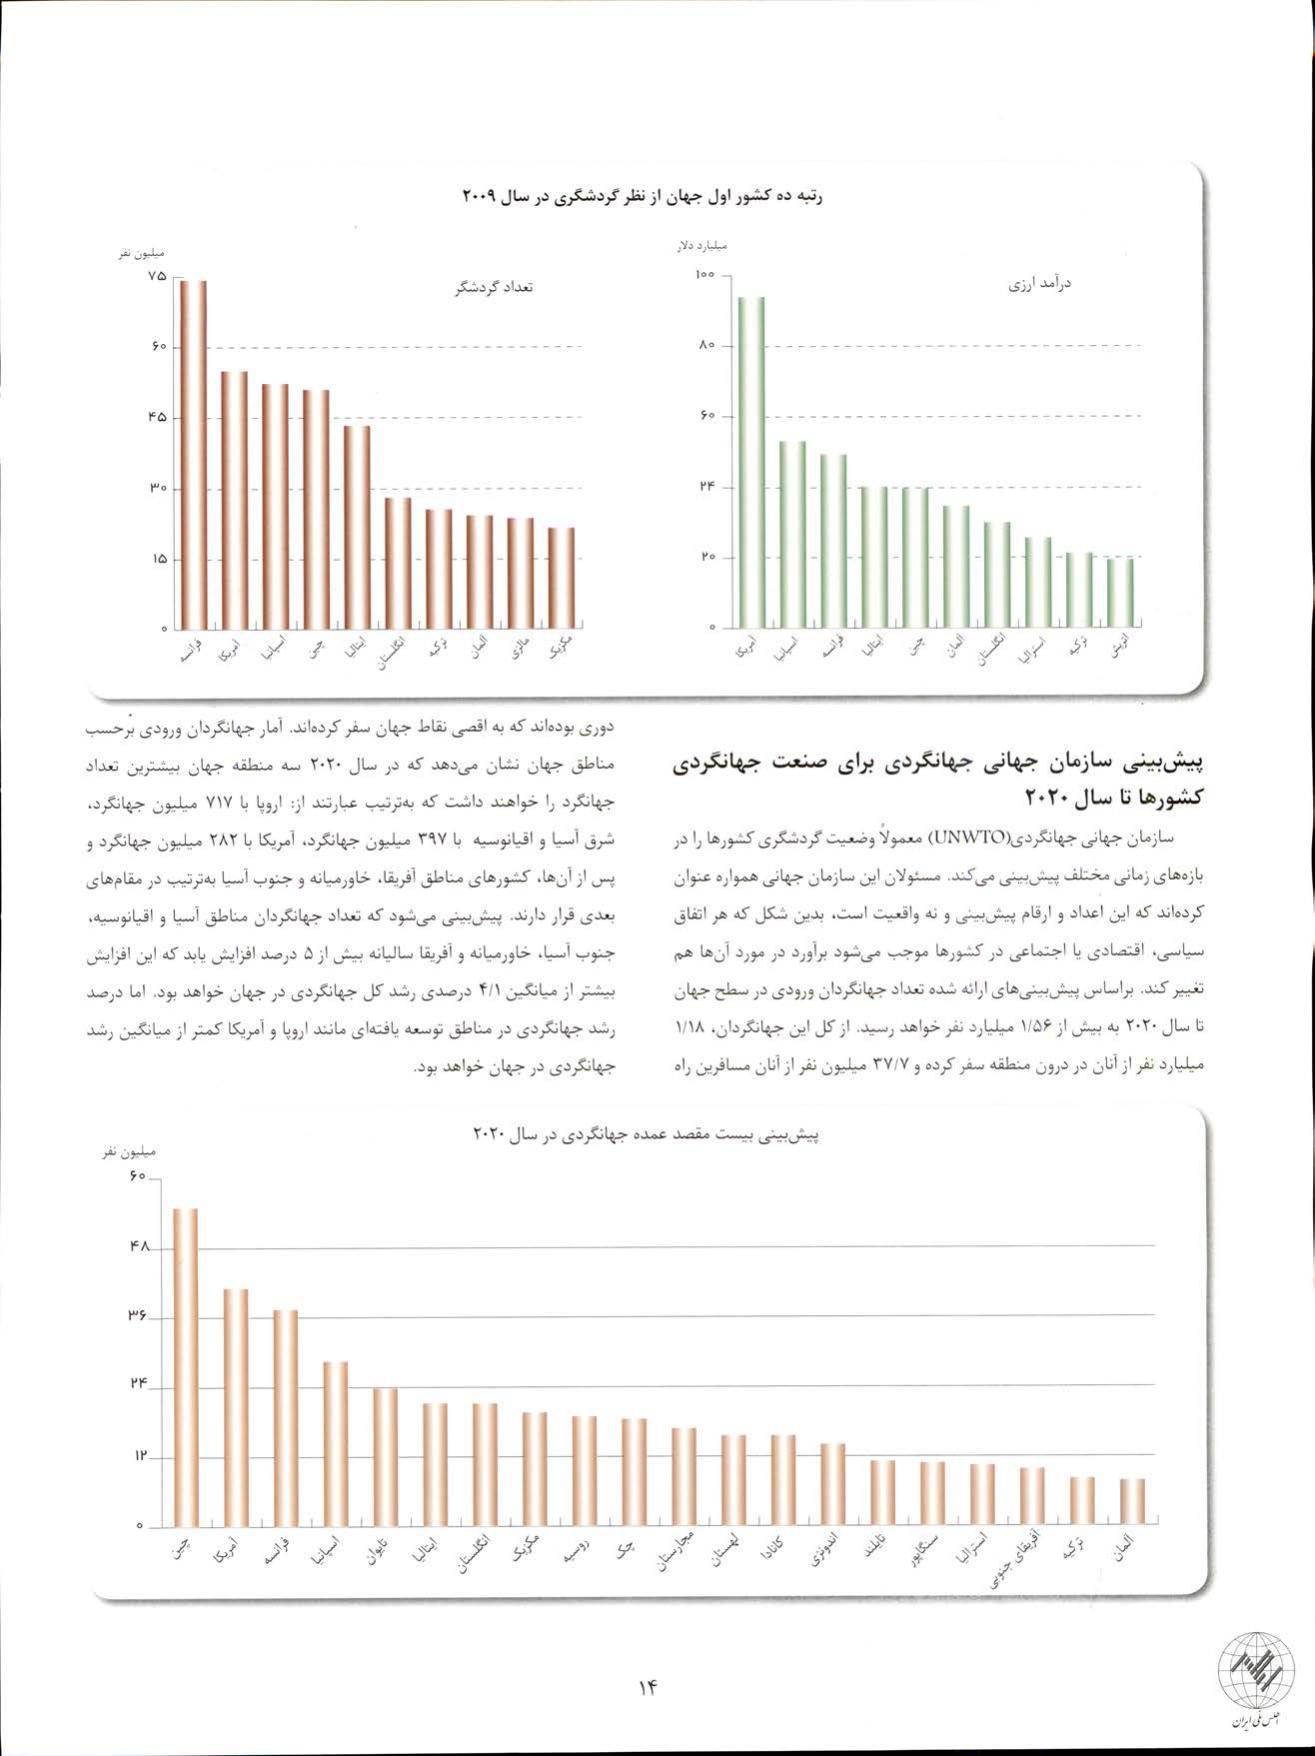 رتبه ده کشور اول جهان از نظر گردشگری در سال ۲۰۰۹
میلیارد دلار
درآمد ارزی
۱۰۰
۸۰
۶۰
۲۴
۲۰
۰
آمریکا
اسپانیا
فرانسه
ایتالیا
چین
آلمان
انگلستان
استرالیا
ترکیه
اتریش
میلیون نفر
تعداد گردشگر
۷۵
۶۰
۴۵
۳۰
۱۵
۰
فرانسه
آمریکا
اسپانیا
چین
ایتالیا
انگلستان
ترکیه
آلمان
مالزی
مکزیک
پیش‌بینی سازمان جهانی جهانگردی برای صنعت جهانگردی
کشورها تا سال ۲۰۲۰
سازمان جهانی جهانگردی(UNWTO) معمولاً وضعیت گردشگری کشورها را در
بازه‌های زمانی مختلف پیش‌بینی می‌کند. مسئولان این سازمان جهانی همواره عنوان
کرده‌اند که این اعداد و ارقام پیش‌بینی و نه واقعیت است، بدین شکل که هر اتفاق
سیاسی، اقتصادی یا اجتماعی در کشورها موجب می‌شود برآورد در مورد آن‌ها هم
تغییر کند. براساس پیش‌بینی‌های ارائه شده تعداد جهانگردان ورودی در سطح جهان
تا سال ۲۰۲۰ به بیش از ۱/۵۶ میلیارد نفر خواهد رسید. از کل این جهانگردان، ۱/۱۸
میلیارد نفر از آنان در درون منطقه سفر کرده و ۳۷/۷ میلیون نفر از آنان مسافرین راه
دوری بوده‌اند که به اقصی نقاط جهان سفر کرده‌اند. آمار جهانگردان ورودی برحسب
مناطق جهان نشان می‌دهد که در سال ۲۰۲۰ سه منطقه جهان بیشترین تعداد
جهانگرد را خواهند داشت که به‌ترتیب عبارتند از: اروپا با ۷۱۷ میلیون جهانگرد،
شرق آسیا و اقیانوسیه با ۳۹۷ میلیون جهانگرد، آمریکا با ۲۸۲ میلیون جهانگرد و
پس از آن‌ها، کشورهای مناطق آفریقا، خاورمیانه و جنوب آسیا به‌ترتیب در مقام‌های
بعدی قرار دارند. پیش‌بینی می‌شود که تعداد جهانگردان مناطق آسیا و اقیانوسیه،
جنوب آسیا، خاورمیانه و آفریقا سالیانه بیش از ۵ درصد افزایش یابد که این افزایش
بیشتر از میانگین ۴/۱ درصدی رشد کل جهانگردی در جهان خواهد بود. اما درصد
رشد جهانگردی در مناطق توسعه یافته‌ای مانند اروپا و آمریکا کمتر از میانگین رشد
جهانگردی در جهان خواهد بود.
پیش‌بینی بیست مقصد عمده جهانگردی در سال ۲۰۲۰
میلیون نفر
۶۰
۴۸
۳۶
۲۴
۱۲
۰
چین
آمریکا
فرانسه
اسپانیا
تایوان
ایتالیا
انگلستان
مکزیک
روسیه
چک
مجارستان
لهستان
کانادا
اندونزی
تایلند
سنگاپور
استرالیا
آفریقای جنوبی
ترکیه
آلمان
۱۴